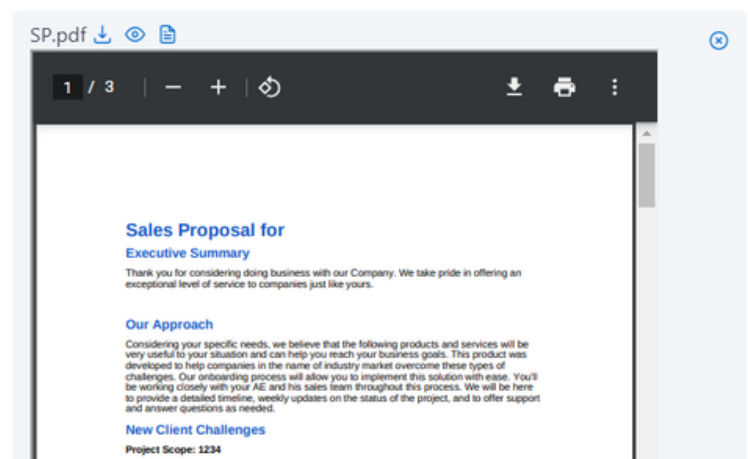 SP.pdf
1 / 3
Sales Proposal for
Executive Summary
Thank you for considering doing business with our Company. We take pride in offering an
exceptional level of service to companies just like yours.
Our Approach
Considering your specific needs, we believe that the following products and services will be
very useful to your situation and can help you reach your business goals. This product was
developed to help companies in the name of industry market overcome these types of
challenges. Our onboarding process will allow you to implement this solution with ease. You'll
be working closely with your AE and his sales team throughout this process. We will be here
to provide a detailed timeline, weekly updates on the status of the project, and to offer support
and answer questions as needed.
New Client Challenges
Project Scope: 1234